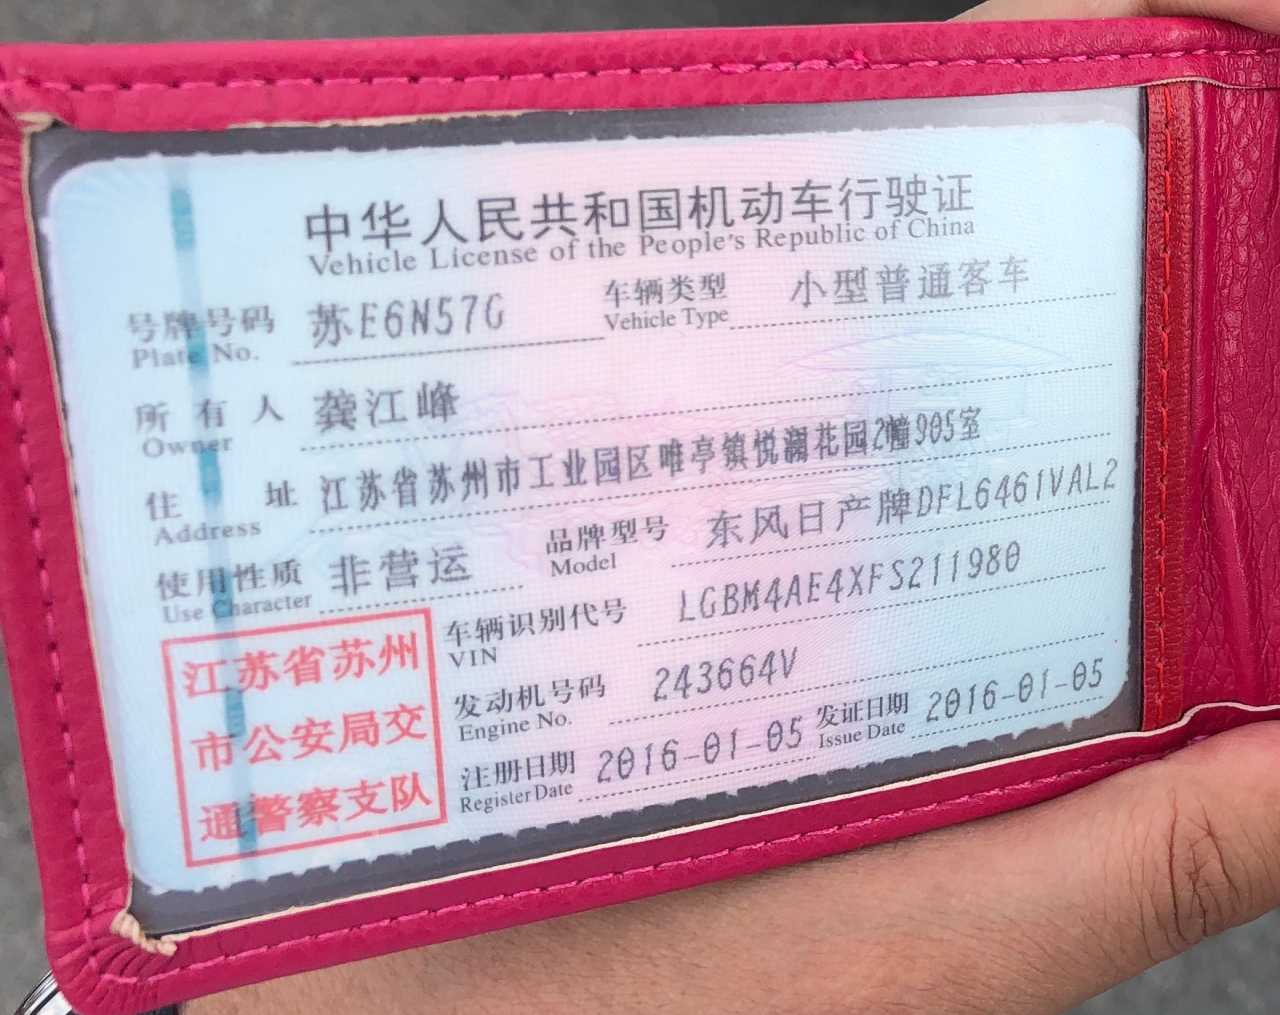 中华人民共和国机动车行驶证
Vehicle License of the People's Republic of China
号牌号码 苏E6N57G 车辆类型 小型普通客车
Plate No. Vehicle Type
所有人 龚江峰
Owner
住址 江苏省苏州市工业园区唯亭镇悦澜花园2幢905室
Address
使用性质 非营运 品牌型号 东风日产牌DFL6461VAL2
Use Character Model
车辆识别代号 LGBM4AE4XFS211980
VIN
发动机号码 243664V
Engine No.
注册日期 2016-01-05 发证日期 2016-01-05
Register Date Issue Date
江苏省苏州
市公安局交
通警察支队